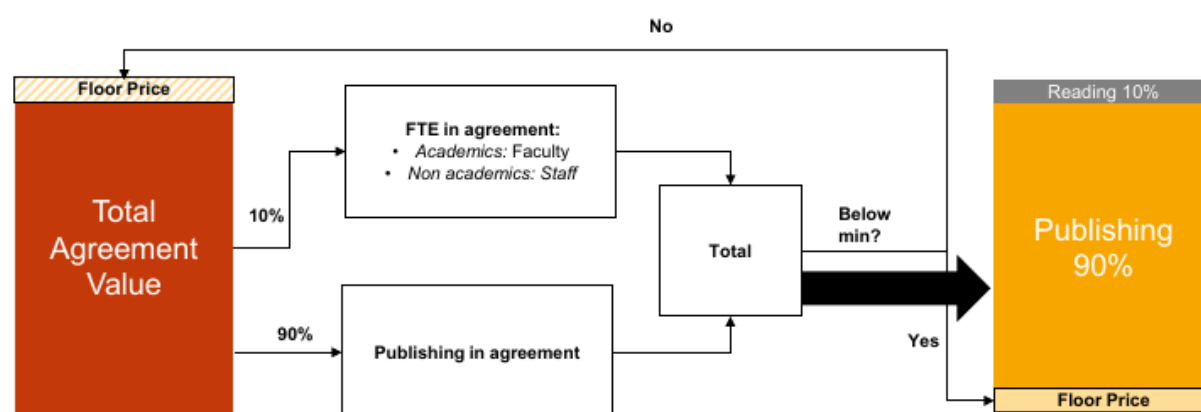 No
Floor Price
Total
Agreement
Value
10%
90%
FTE in agreement:
• Academics: Faculty
• Non academics: Staff
Publishing in agreement
Total
Below
min?
Yes
Reading 10%
Publishing
90%
Floor Price